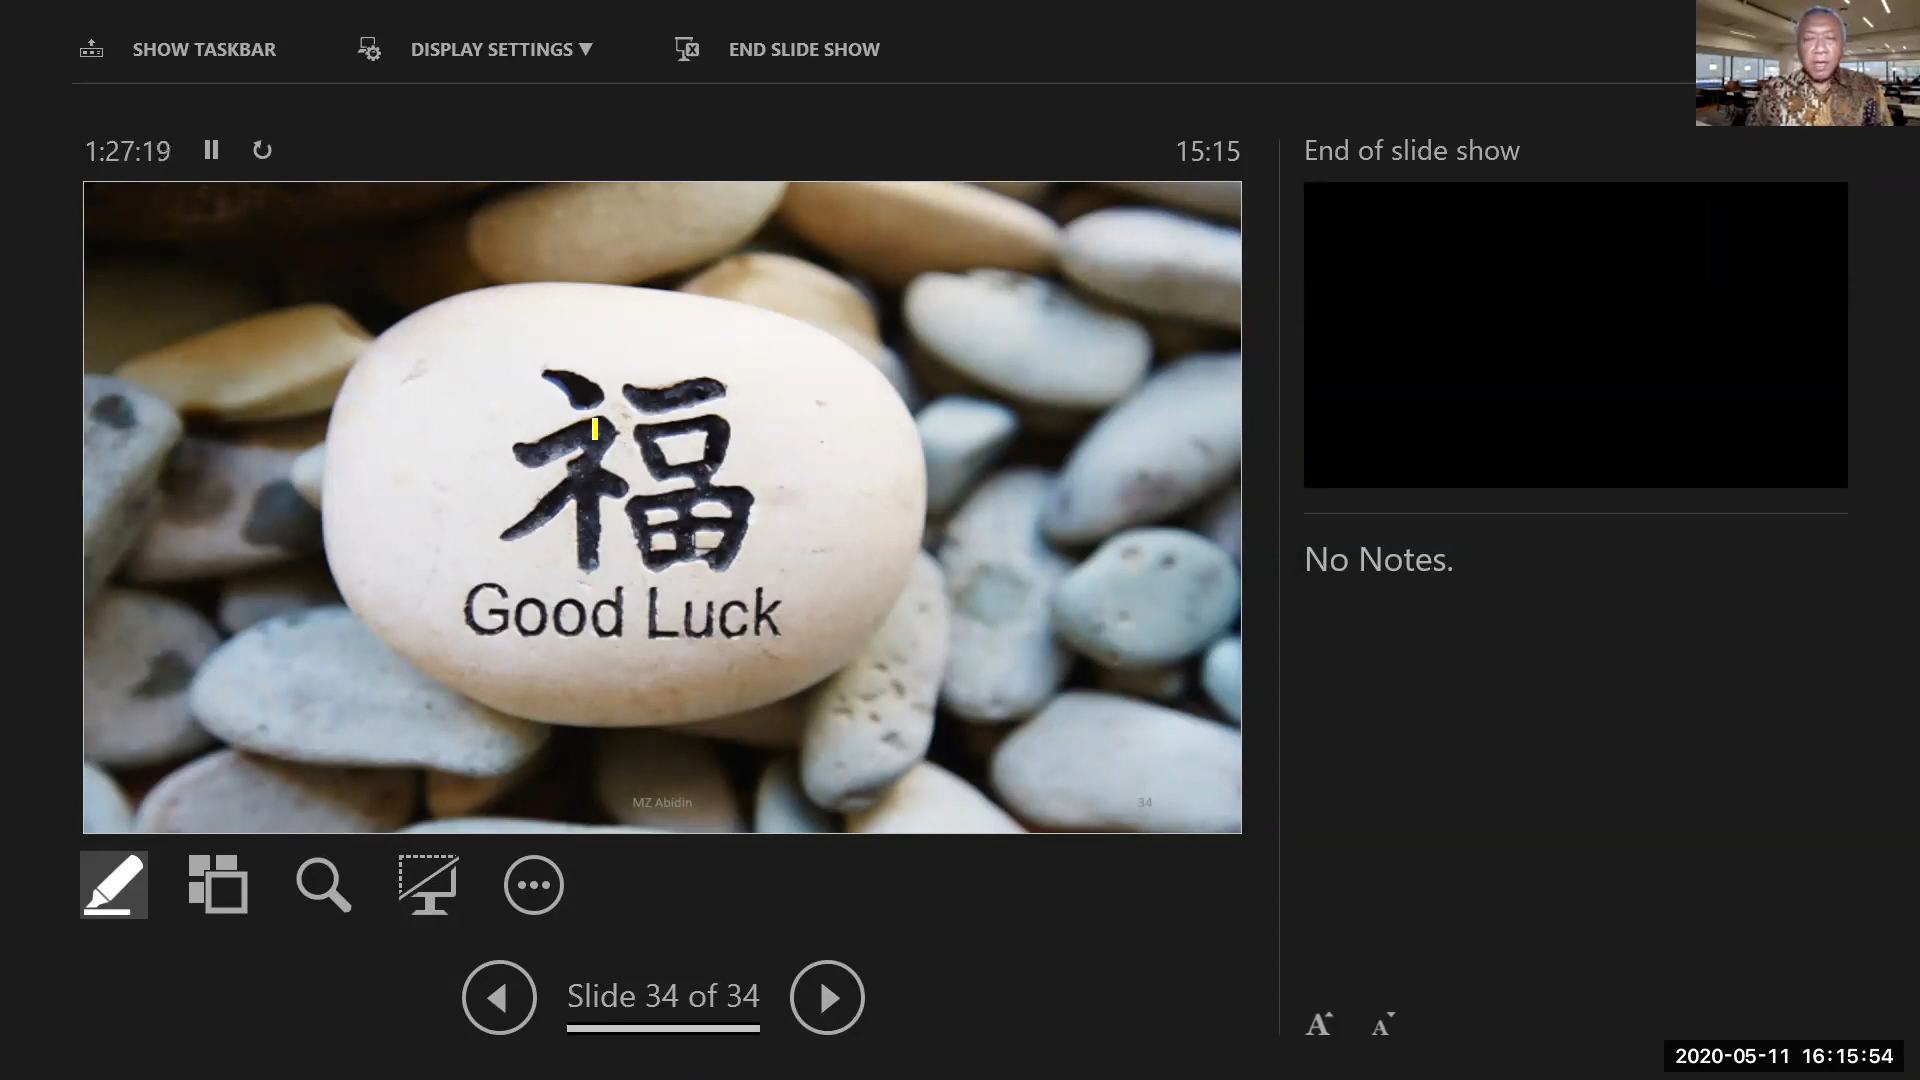 SHOW TASKBAR
DISPLAY SETTINGS ▼
END SLIDE SHOW
1:27:19
15:15
End of slide show
福
Good Luck
No Notes.
MZ Abidin
34
Slide 34 of 34
A A
2020-05-11 16:15:54